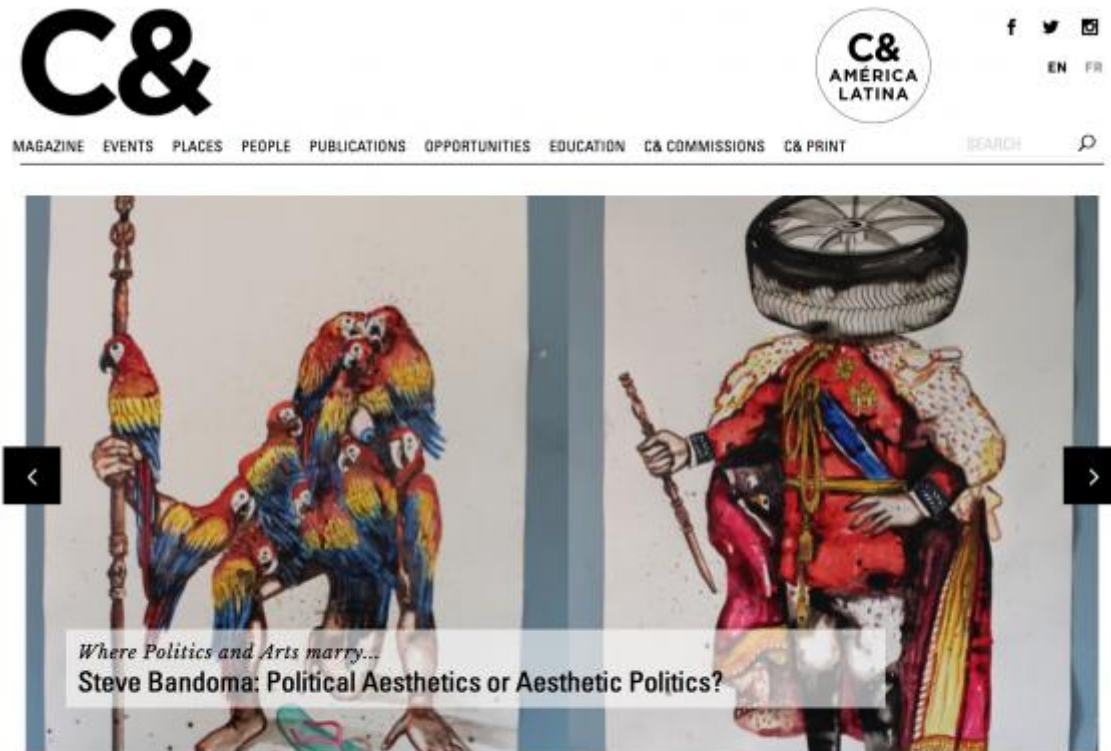 C&
C&
AMÉRICA
LATINA
EN FR
MAGAZINE EVENTS PLACES PEOPLE PUBLICATIONS OPPORTUNITIES EDUCATION C& COMMISSIONS C& PRINT SEARCH
Where Politics and Arts marry...
Steve Bandoma: Political Aesthetics or Aesthetic Politics?